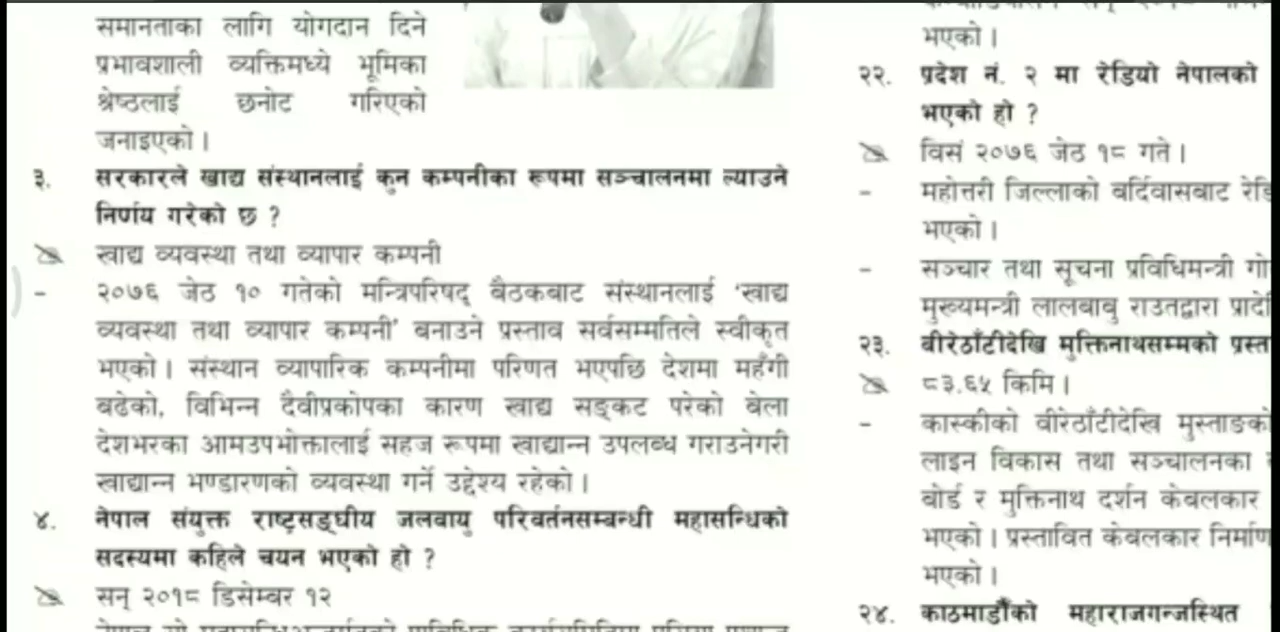 समानताका लागि योगदान दिने
प्रभावशाली व्यक्तिमध्ये भूमिका
श्रेष्ठलाई छनोट गरिएको
जनाइएको ।
३. सरकारले खाद्य संस्थानलाई कुन कम्पनीका रूपमा सञ्चालनमा ल्याउने
निर्णय गरेको छ ?
खाद्य व्यवस्था तथा व्यापार कम्पनी
- २०७६ जेठ १० गतेको मन्त्रिपरिषद् बैठकबाट संस्थानलाई ‘खाद्य
व्यवस्था तथा व्यापार कम्पनी’ बनाउने प्रस्ताव सर्वसम्मतिले स्वीकृत
भएको । संस्थान व्यापारिक कम्पनीमा परिणत भएपछि देशमा महँगी
बढेको, विभिन्न दैवीप्रकोपका कारण खाद्य सङ्कट परेको बेला
देशभरका आमउपभोक्तालाई सहज रूपमा खाद्यान्न उपलब्ध गराउनेगरी
खाद्यान्न भण्डारणको व्यवस्था गर्ने उद्देश्य रहेको ।
४. नेपाल संयुक्त राष्ट्रसङ्घीय जलवायु परिवर्तनसम्बन्धी महासन्धिको
सदस्यमा कहिले चयन भएको हो ?
सन् २०१८ डिसेम्बर १२
भएको ।
२२. प्रदेश नं. २ मा रेडियो नेपालको
भएको हो ?
विसं २०७६ जेठ १८ गते ।
- महोत्तरी जिल्लाको बर्दिवासबाट
भएको ।
- सञ्चार तथा सूचना प्रविधिमन्त्री
मुख्यमन्त्री लालबाबु राउतद्वारा
२३. वीरेठाँटीदेखि मुक्तिनाथसम्मको
८३.६५ किमि ।
- कास्कीको वीरेठाँटीदेखि
लाइन विकास तथा सञ्चालनका
बोर्ड र मुक्तिनाथ दर्शन केबलकार
भएको । प्रस्तावित केबलकार निर्माण
भएको ।
२४. काठमाडौँको महाराजगन्जस्थित